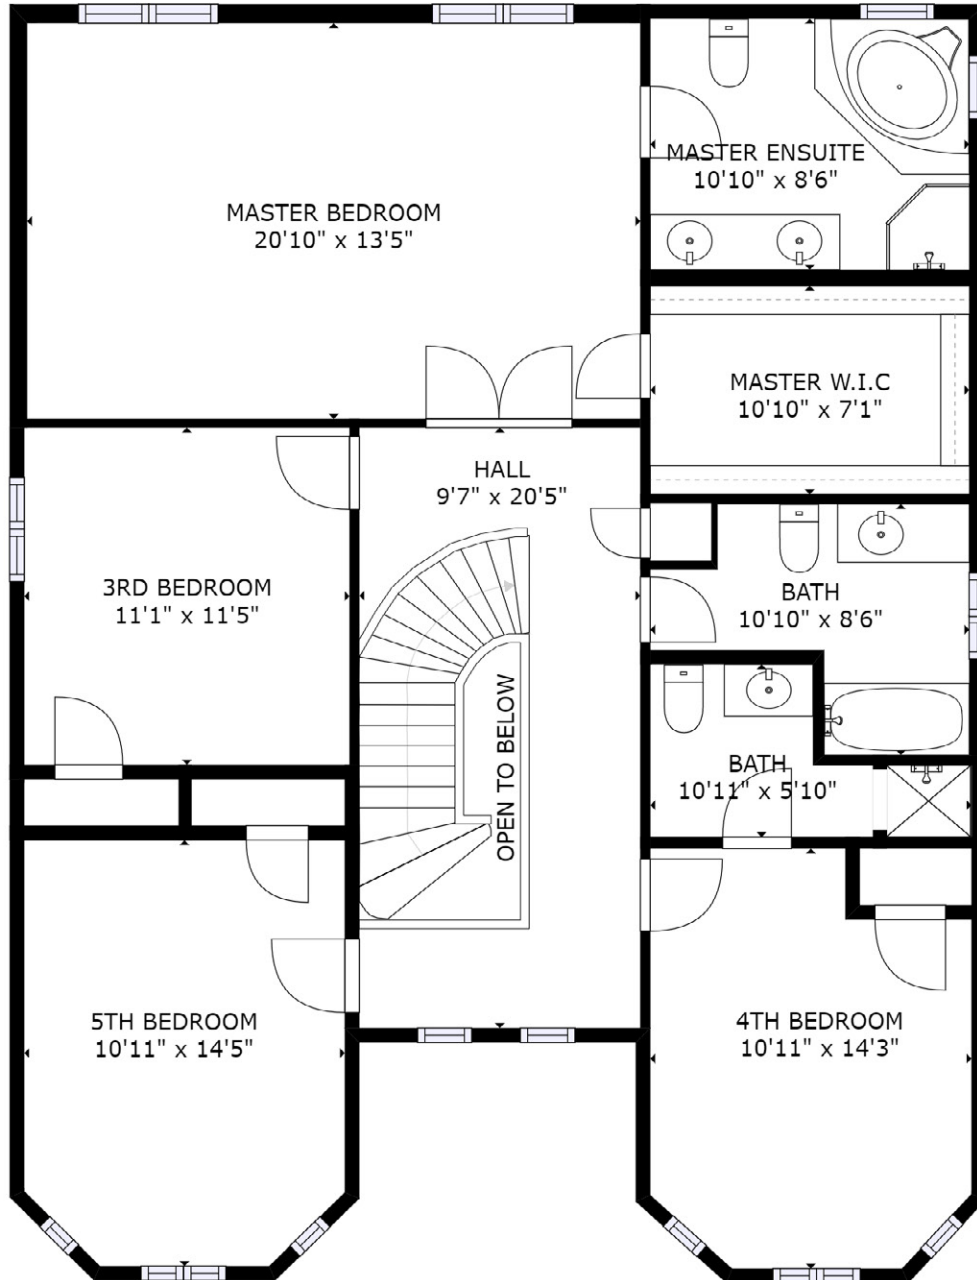 MASTER BEDROOM
20'10" x 13'5"
MASTER ENSUITE
10'10" x 8'6"
MASTER W.I.C
10'10" x 7'1"
HALL
9'7" x 20'5"
3RD BEDROOM
11'1" x 11'5"
BATH
10'10" x 8'6"
OPEN TO BELOW
BATH
10'11" x 5'10"
5TH BEDROOM
10'11" x 14'5"
4TH BEDROOM
10'11" x 14'3"